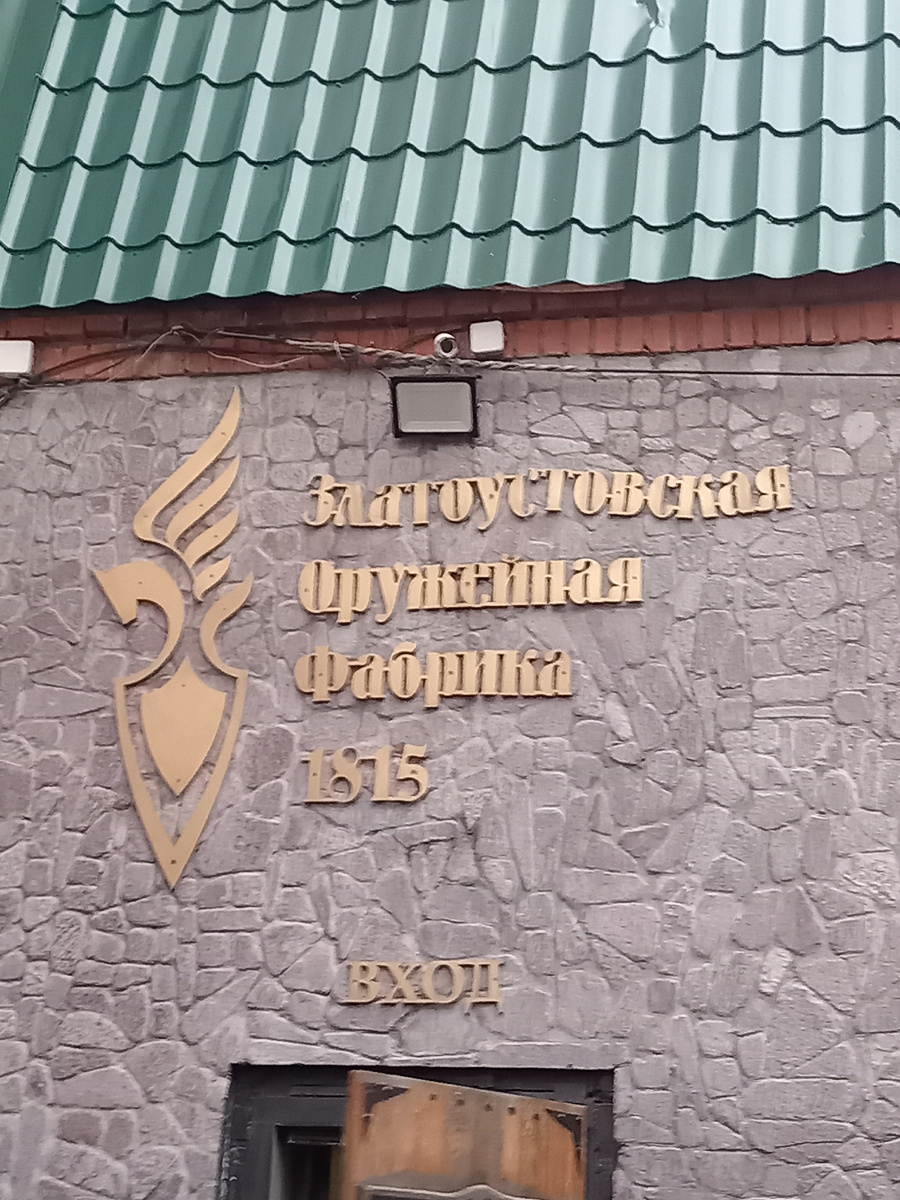 Златоустовская
Оружейная
Фабрика
1815
ВХОД